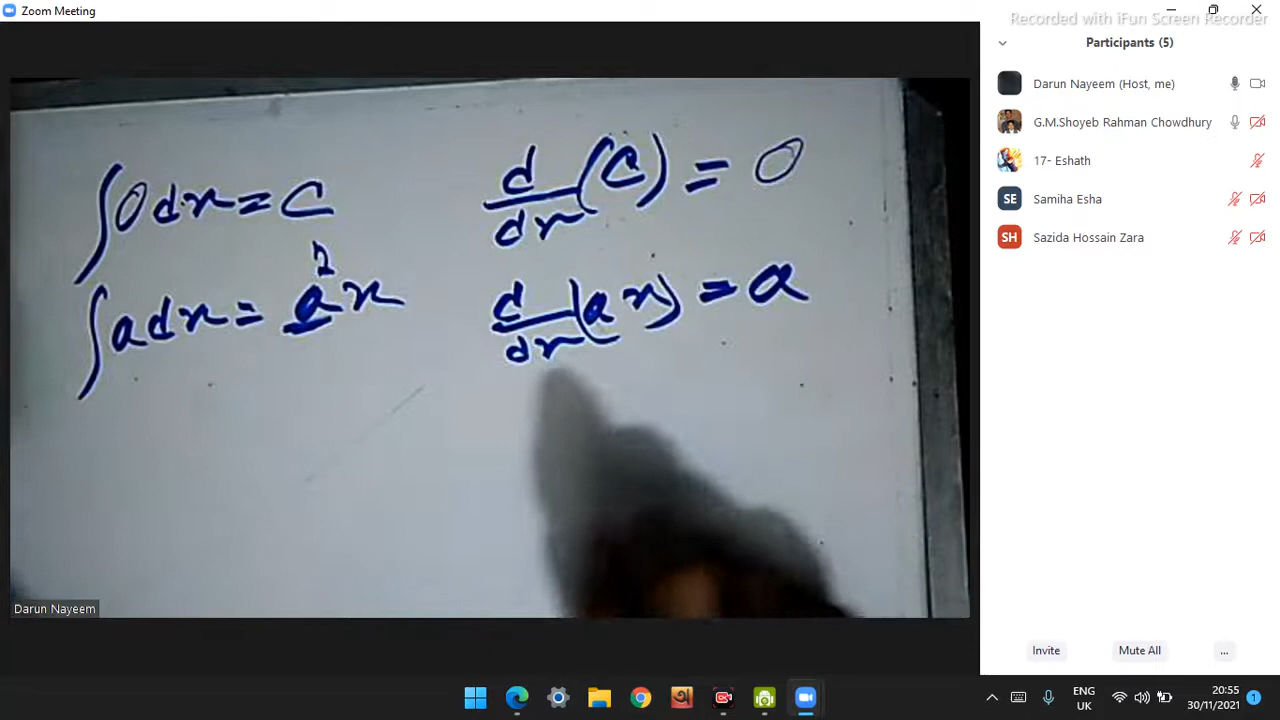 Zoom Meeting
Recorded with iFun Screen Recorder
Participants (5)
Darun Nayeem (Host, me)
G.M.Shoyeb Rahman Chowdhury
17- Eshath
SE Samiha Esha
SH Sazida Hossain Zara
∫0dx = C
d/dx (C) = 0
∫adx = ax
d/dx (ax) = a
Darun Nayeem
Invite
Mute All
...
অ
ENG
UK
20:55
30/11/2021
1